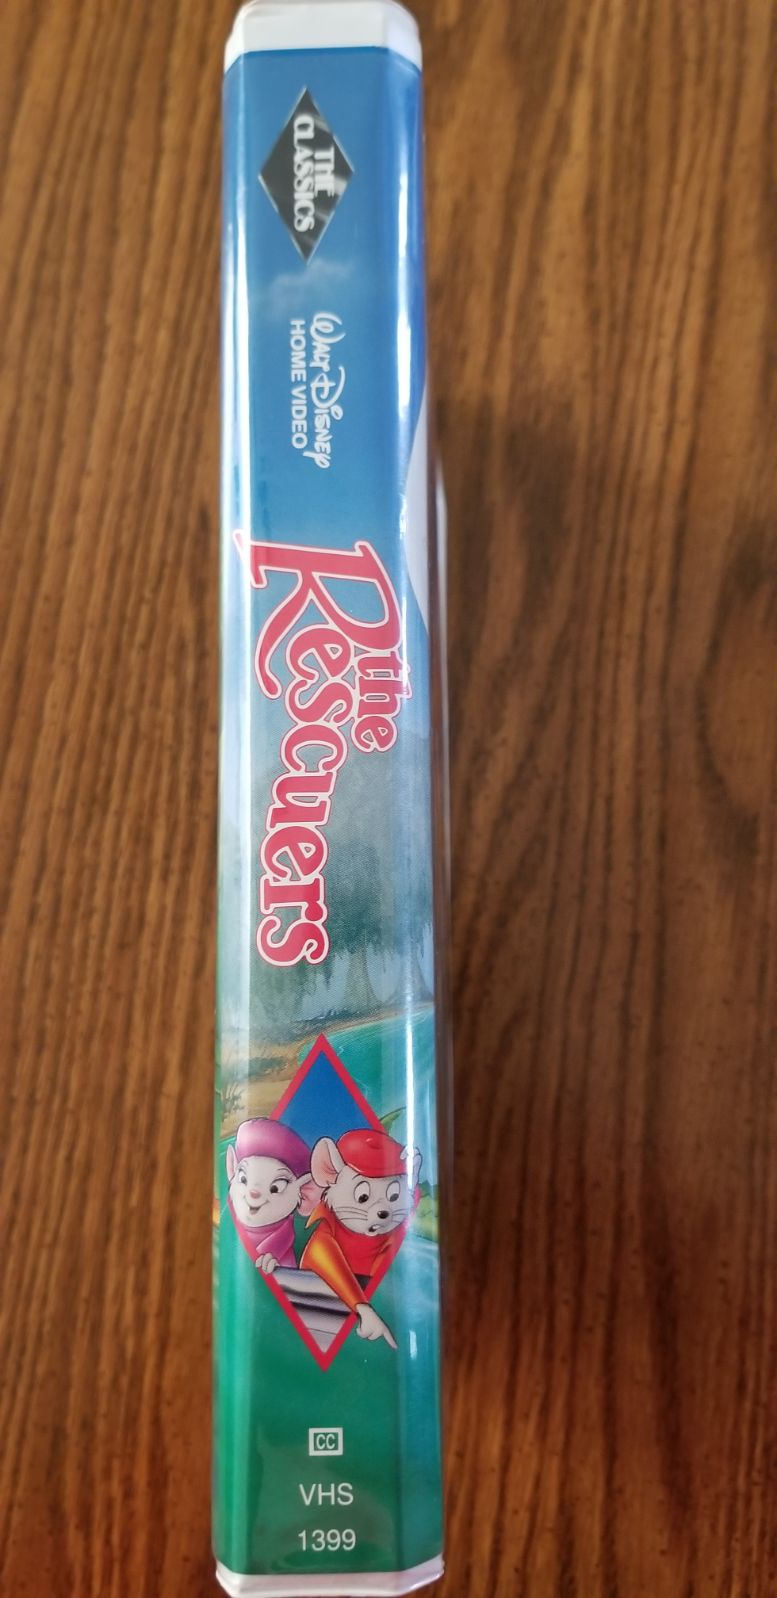 THE
CLASSICS
WALT DISNEY
HOME VIDEO
the
Rescuers
CC
VHS
1399